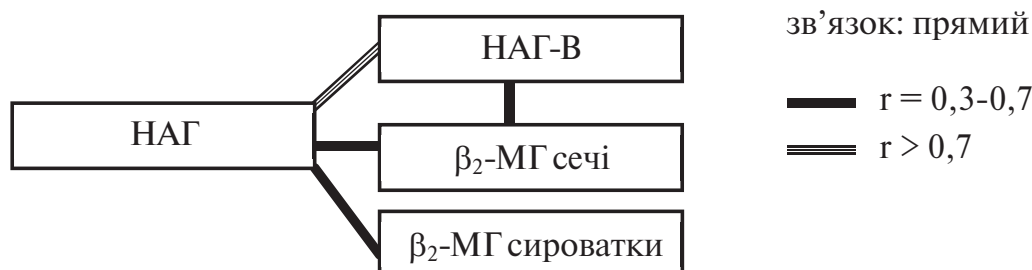 НАГ-В
зв’язок: прямий
НАГ
r = 0,3-0,7
β₂-МГ сечі
r > 0,7
β₂-МГ сироватки